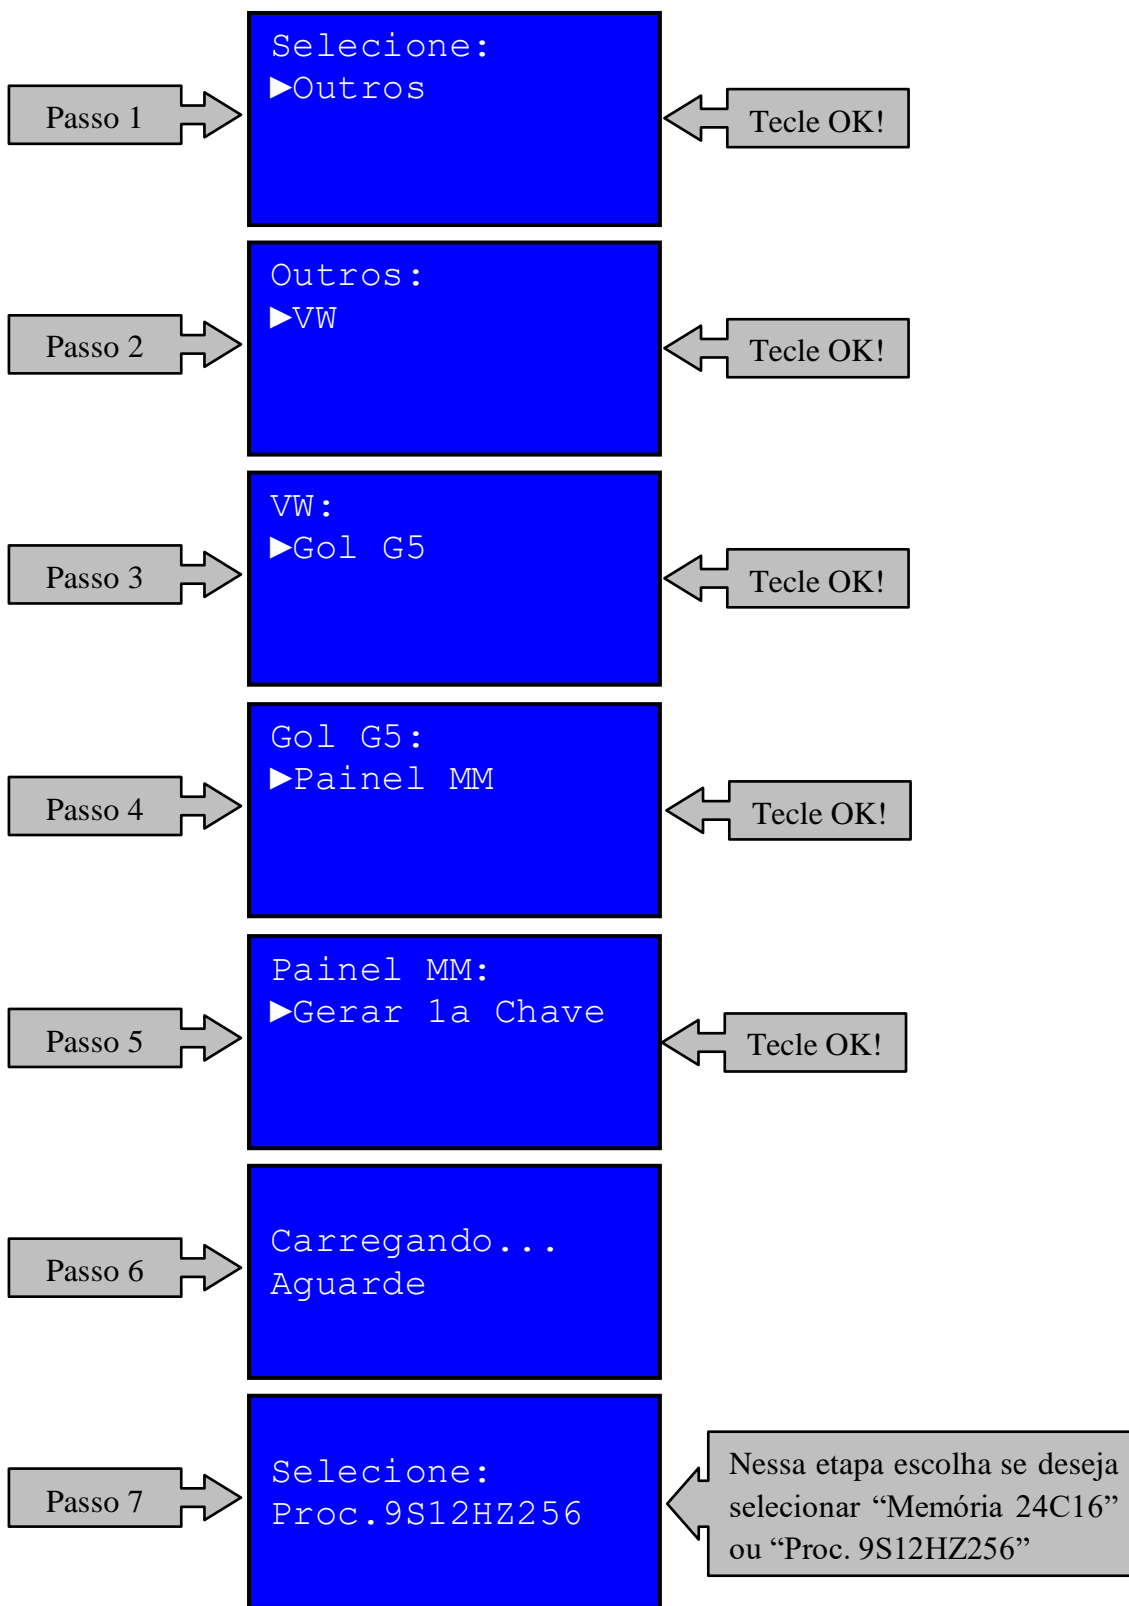 Selecione:
►Outros
Passo 1
Tecle OK!
Outros:
►VW
Passo 2
Tecle OK!
VW:
►Gol G5
Passo 3
Tecle OK!
Gol G5:
►Painel MM
Passo 4
Tecle OK!
Painel MM:
►Gerar 1a Chave
Passo 5
Tecle OK!
Carregando...
Aguarde
Passo 6
Selecione:
Proc.9S12HZ256
Passo 7
Nessa etapa escolha se deseja
selecionar “Memória 24C16”
ou “Proc. 9S12HZ256”